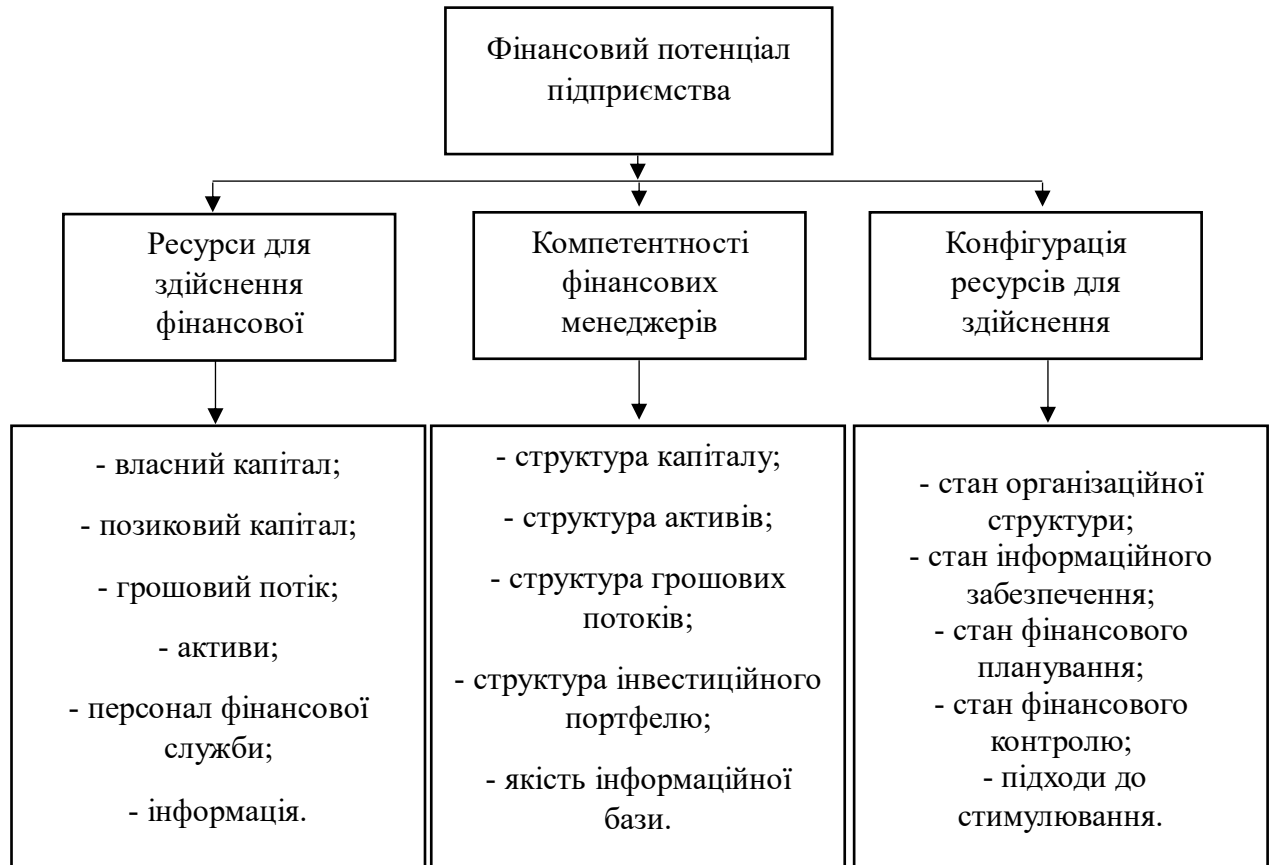 Фінансовий потенціал
підприємства
Ресурси для
здійснення
фінансової
Компетентності
фінансових
менеджерів
Конфігурація
ресурсів для
здійснення
- власний капітал;
- позиковий капітал;
- грошовий потік;
- активи;
- персонал фінансової
служби;
- інформація.
- структура капіталу;
- структура активів;
- структура грошових
потоків;
- структура інвестиційного
портфелю;
- якість інформаційної
бази.
- стан організаційної
структури;
- стан інформаційного
забезпечення;
- стан фінансового
планування;
- стан фінансового
контролю;
- підходи до
стимулювання.